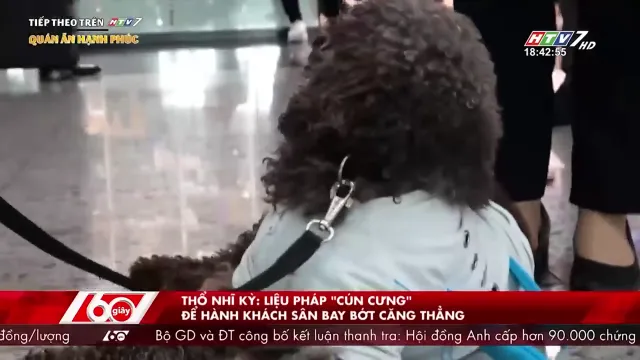 TIẾP THEO TRÊN HTV7
QUÁN ĂN HẠNH PHÚC
HTV7 HD
18:42:55
60 giây
THỔ NHĨ KỲ: LIỆU PHÁP "CÚN CƯNG"
ĐỂ HÀNH KHÁCH SÂN BAY BỚT CĂNG THẲNG
đồng/lượng Bộ GD và ĐT công bố kết luận thanh tra: Hội đồng Anh cấp hơn 90.000 chứng